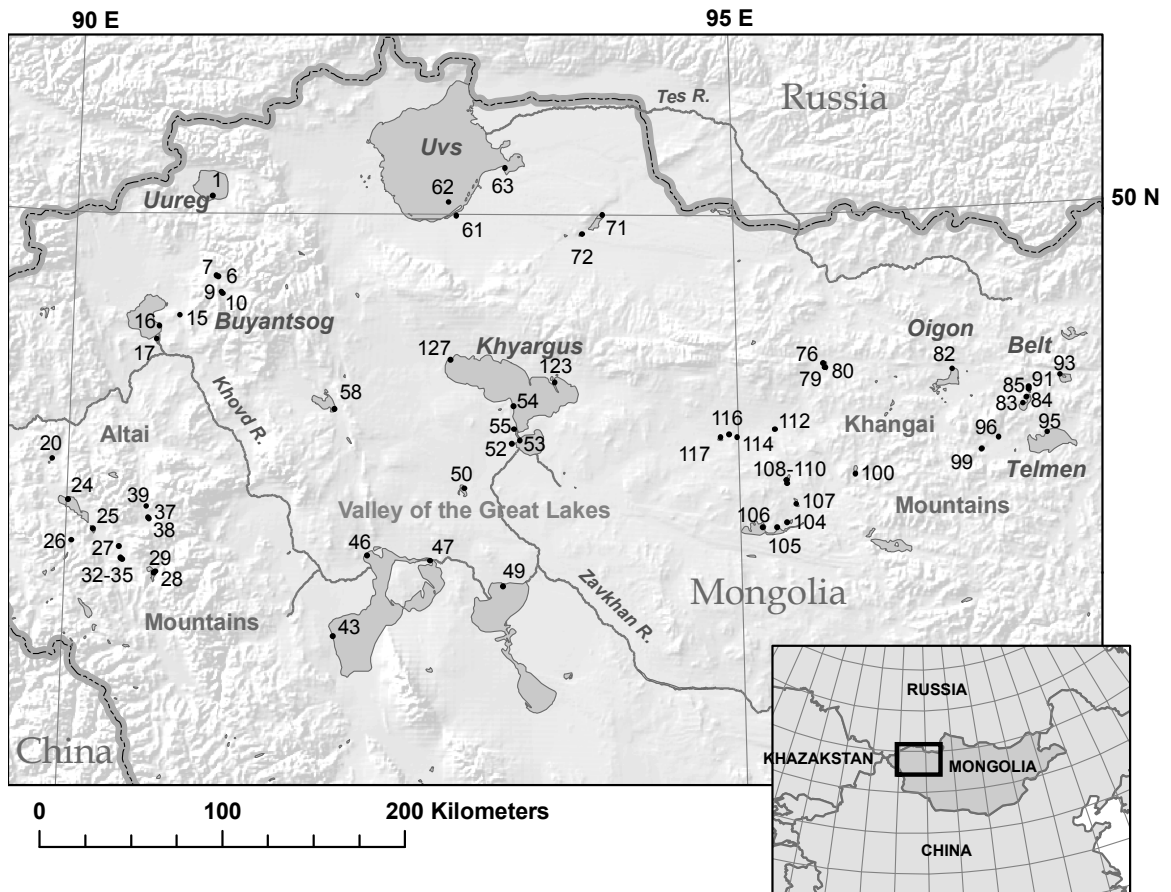 90 E
95 E
Tes R.
Russia
Uvs
1
62
63
Uureg
50 N
61
71
72
7
6
9
10
15
Buyantsog
16
17
Oigon
Belt
127
Khyargus
76
82
93
123
79
80
85
91
58
54
83
84
Khovd R.
116
112
Khangai
96
95
55
Altai
117
114
52
53
99
Telmen
20
108-110
100
50
24
39
Valley of the Great Lakes
107
Mountains
37
25
38
106
104
26
27
105
29
46
47
32-35
28
49
Mongolia
Mountains
Zavkhan R.
43
China
RUSSIA
KHAZAKSTAN
MONGOLIA
0
100
200 Kilometers
CHINA